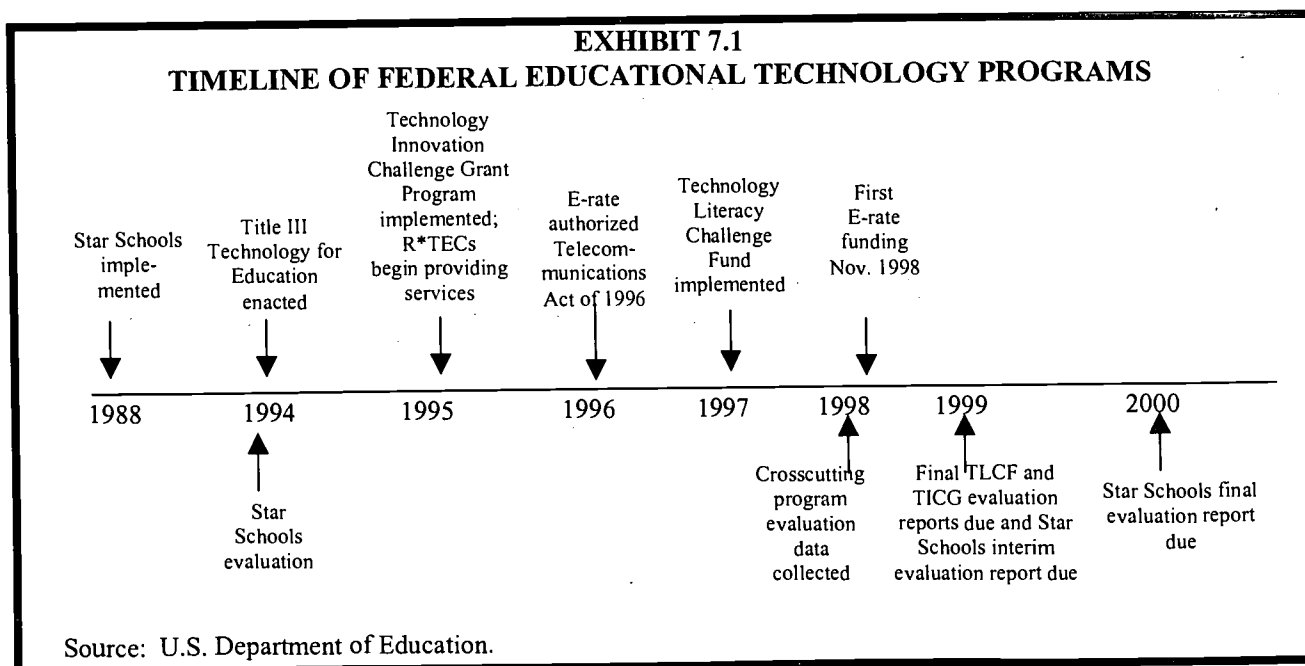 EXHIBIT 7.1
TIMELINE OF FEDERAL EDUCATIONAL TECHNOLOGY PROGRAMS
Star Schools
imple-
mented
Title III
Technology for
Education
enacted
Technology
Innovation
Challenge Grant
Program
implemented;
R*TECs
begin providing
services
E-rate
authorized
Telecom-
munications
Act of 1996
Technology
Literacy
Challenge
Fund
implemented
First
E-rate
funding
Nov. 1998
1988
1994
1995
1996
1997
1998
1999
2000
Star
Schools
evaluation
Crosscutting
program
evaluation
data
collected
Final TLCF and
TICG evaluation
reports due and Star
Schools interim
evaluation report due
Star Schools final
evaluation report
due
Source: U.S. Department of Education.